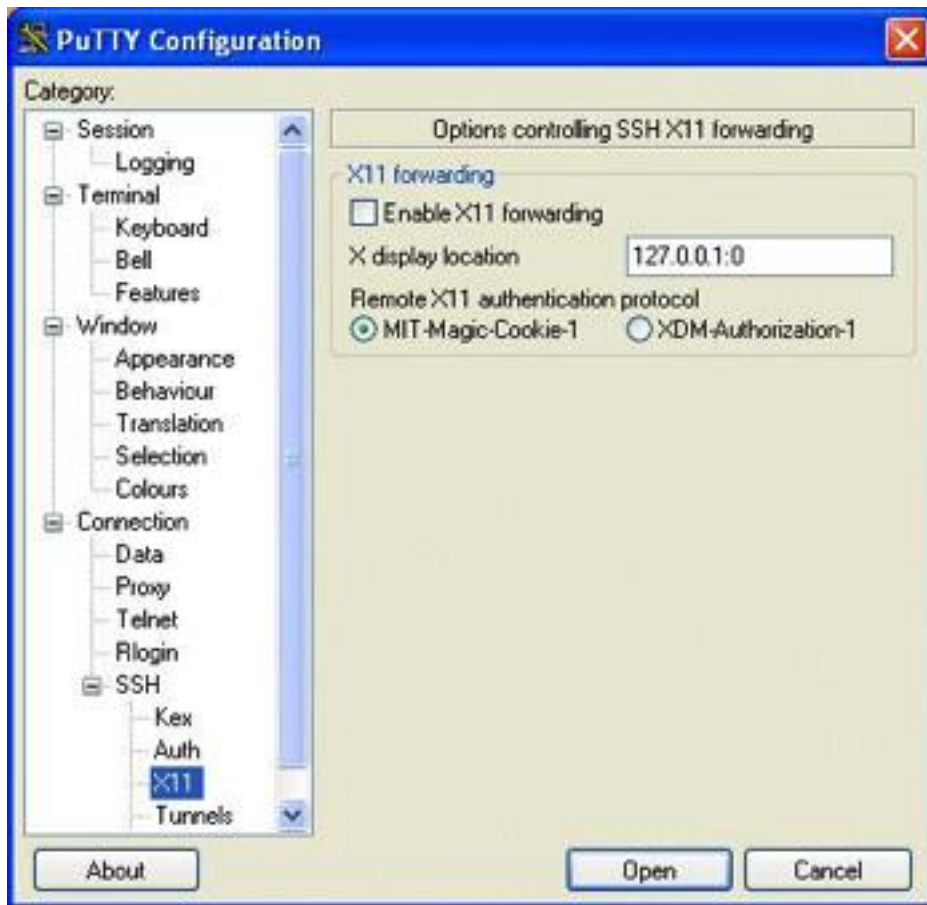 PuTTY Configuration
Category:
Session
Logging
Terminal
Keyboard
Bell
Features
Window
Appearance
Behaviour
Translation
Selection
Colours
Connection
Data
Proxy
Telnet
Rlogin
SSH
Kex
Auth
X11
Tunnels
Options controlling SSH X11 forwarding
X11 forwarding
Enable X11 forwarding
X display location 127.0.0.1:0
Remote X11 authentication protocol
MIT-Magic-Cookie-1 XDM-Authorization-1
About Open Cancel